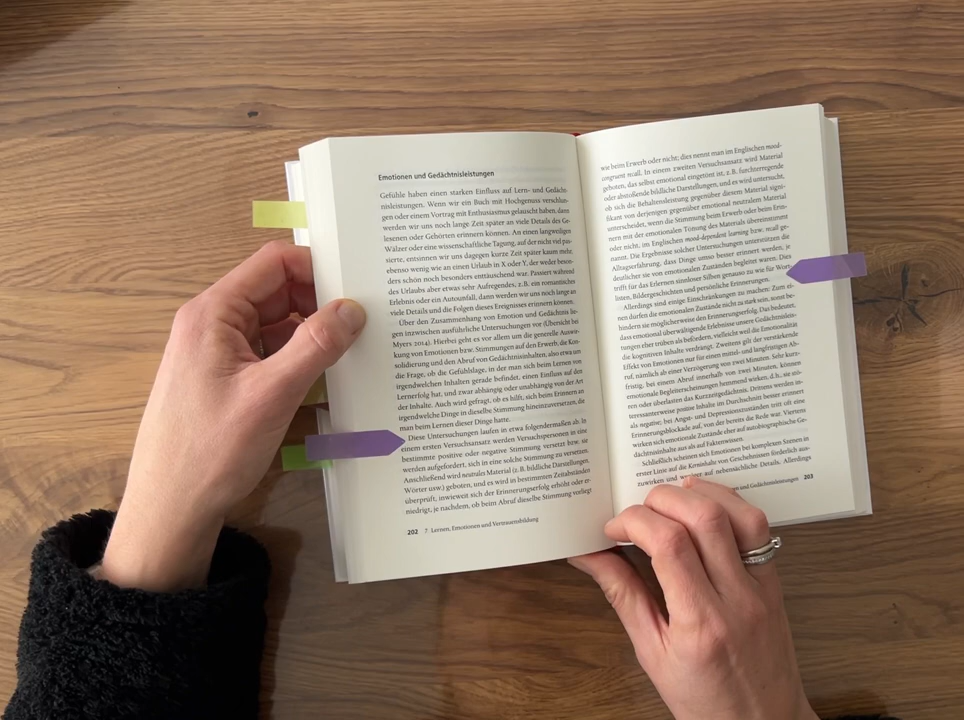 Emotionen und Gedächtnisleistungen
Gefühle haben einen starken Einfluss auf Lern- und Gedächt-
nisleistungen. Wenn wir ein Buch mit Hochgenuss verschlun-
gen oder einem Vortrag mit Enthusiasmus gelauscht haben, dann
werden wir uns noch lange Zeit später an viele Details des Ge-
lesenen oder Gehörten erinnern können. An einen langweiligen
Wälzer oder eine wissenschaftliche Tagung, auf der nicht viel pas-
sierte, entsinnen wir uns dagegen kurze Zeit später kaum mehr,
ebenso wenig wie an einen Urlaub in X oder Y, der weder beson-
ders schön noch besonders enttäuschend war. Passiert während
des Urlaubs aber etwas sehr Aufregendes, z. B. ein romantisches
Erlebnis oder ein Autounfall, dann werden wir uns noch lange an
viele Details und die Folgen dieses Ereignisses erinnern können.
Über den Zusammenhang von Emotion und Gedächtnis lie-
gen inzwischen ausführliche Untersuchungen vor (Übersicht bei
Myers 2014). Hierbei geht es vor allem um die generelle Auswir-
kung von Emotionen bzw. Stimmungen auf den Erwerb, die Kon-
solidierung und den Abruf von Gedächtnisinhalten, also etwa um
die Frage, ob die Gefühlslage, in der man sich beim Lernen von
irgendwelchen Inhalten gerade befindet, einen Einfluss auf den
Lernerfolg hat, und zwar abhängig oder unabhängig von der Art
der Inhalte. Auch wird gefragt, ob es hilft, sich beim Erinnern an
irgendwelche Dinge in dieselbe Stimmung hineinzuversetzen, die
man beim Lernen dieser Dinge hatte.
Diese Untersuchungen laufen in etwa folgendermaßen ab: In
einem ersten Versuchsansatz werden Versuchspersonen in eine
bestimmte positive oder negative Stimmung versetzt bzw. sie
werden aufgefordert, sich in eine solche Stimmung zu versetzen.
Anschließend wird neutrales Material (z. B. bildliche Darstellungen,
Wörter usw.) geboten, und es wird in bestimmten Zeitabständen
überprüft, inwieweit sich der Erinnerungserfolg erhöht oder er-
niedrigt, je nachdem, ob beim Abruf dieselbe Stimmung vorliegt
202 7 Lernen, Emotionen und Vertrauensbildung
wie beim Erwerb oder nicht; dies nennt man im Englischen mood-
congruent recall. In einem zweiten Versuchsansatz wird Material
geboten, das selbst emotional eingetönt ist, z. B. furchterregende
oder abstoßende bildliche Darstellungen, und es wird untersucht,
ob sich die Behaltensleistung gegenüber diesem Material signi-
fikant von derjenigen gegenüber emotional neutralem Material
unterscheidet, wenn die Stimmung beim Erwerb oder beim Erin-
nern mit der emotionalen Tönung des Materials übereinstimmt
oder nicht, im Englischen mood-dependent learning bzw. recall ge-
nannt. Die Ergebnisse solcher Untersuchungen unterstützen die
Alltagserfahrung, dass Dinge umso besser erinnert werden, je
deutlicher sie von emotionalen Zuständen begleitet waren. Dies
trifft für das Erlernen sinnloser Silben genauso zu wie für Wort-
listen, Bildergeschichten und persönliche Erinnerungen.
Allerdings sind einige Einschränkungen zu machen: Zum ei-
nen dürfen die emotionalen Zustände nicht zu stark sein, sonst be-
hindern sie möglicherweise den Erinnerungserfolg. Das bedeutet,
dass emotional überwältigende Erlebnisse unsere Gedächtnisleis-
tungen eher trüben als befördern, vielleicht weil die Emotionalität
die kognitiven Inhalte verdrängt. Zweitens gilt der verstärkende
Effekt von Emotionen nur für einen mittel- und langfristigen Ab-
ruf, nämlich ab einer Verzögerung von zwei Minuten. Sehr kurz-
fristig, bei einem Abruf innerhalb von zwei Minuten, können
emotionale Begleiterscheinungen hemmend wirken, d. h. sie stö-
ren oder überlasten das Kurzzeitgedächtnis. Drittens werden in-
teressanterweise positive Inhalte im Durchschnitt besser erinnert
als negative; bei Angst- und Depressionszuständen tritt oft eine
Erinnerungsblockade auf, von der bereits die Rede war. Viertens
wirken sich emotionale Zustände eher auf autobiographische Ge-
dächtnisinhalte aus als auf Faktenwissen.
Schließlich scheinen sich Emotionen bei komplexen Szenen in
erster Linie auf die Kerninhalte von Geschehnissen förderlich aus-
zuwirken und weniger auf nebensächliche Details. Allerdings
en und Gedächtnisleistungen 203